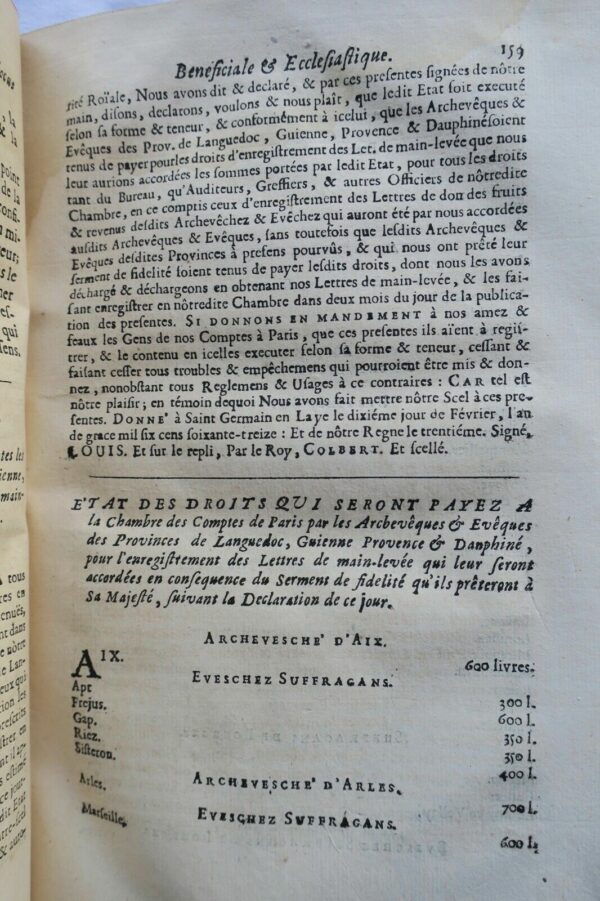 Beneficiale & Ecclesiastique. 159
rité Roïale, Nous avons dit & declaré, & par ces presentes signées de nôtre
main, disons, declarons, voulons & nous plaît, que ledit Etat soit executé
selon sa forme & teneur, & conformément à icelui, que les Archevêques &
Evêques des Prov. de Languedoc, Guienne, Provence & Dauphinésoient
tenus de payer pourles droits d'enregistrement des Let. de main-levée que nous
leur aurions accordées les sommes portées par ledit Etat, pour tous les droits
tant du Bureau, qu'Auditeurs, Greffiers, & autres Officiers de nôtredite
Chambre, en ce compris ceux d'enregistrement des Lettres de don des fruits
& revenus desdits Archevêchez & Evêchez qui auront été par nous accordées
ausdits Archevêques & Evêques, sans toutefois que lesdits Archevêques &
Evêques desdites Provinces à presens pourvûs, & qui nous ont prêté leur
serment de fidelité soient tenus de payer lesdits droits, dont nous les avons
déchargé & déchargeons en obtenant nos Lettres de main-levée, & les fai-
sant enregistrer en nôtredite Chambre dans deux mois du jour de la publica-
tion des presentes. SI DONNONS EN MANDEMENT à nos amez &
feaux les Gens de nos Comptes à Paris, que ces presentes ils aïent à regis-
trer, & le contenu en icelles executer selon sa forme & teneur, cessant &
faisant cesser tous troubles & empêchemens qui pourroient être mis & don-
nez, nonobstant tous Reglemens & Usages à ce contraires : CAR tel est
nôtre plaisir; en témoin dequoi Nous avons fait mettre nôtre Scel à ces pre-
sentes. DONNE' à Saint Germain en Laye le dixiéme jour de Février, l'an
de grace mil six cens soixante-treize : Et de nôtre Regne le trentiéme. Signé,
LOUIS. Et sur le repli, Par le Roy, COLBERT. Et scellé.
ETAT DES DROITS QUI SERONT PAYEZ A
la Chambre des Comptes de Paris par les Archevêques & Evêques
des Provinces de Languedoc, Guienne Provence & Dauphiné,
pour l'enregistrement des Lettres de main-levée qui leur seront
accordées en consequence du Serment de fidelité qu'ils prêteront à
Sa Majesté, suivant la Declaration de ce jour.
ARCHEVESCHE' D'AIX.
AIX. 600 livres.
EVESCHEZ SUFFRAGANS.
Apt 300 l.
Frejus. 600 l.
Gap. 350 l.
Riez. 350 l.
Sisteron. 400 l.
ARCHEVESCHE' D'ARLES.
Arles. 700 l.
EVESCHEZ SUFFRAGANS.
Marseille. 600 l.